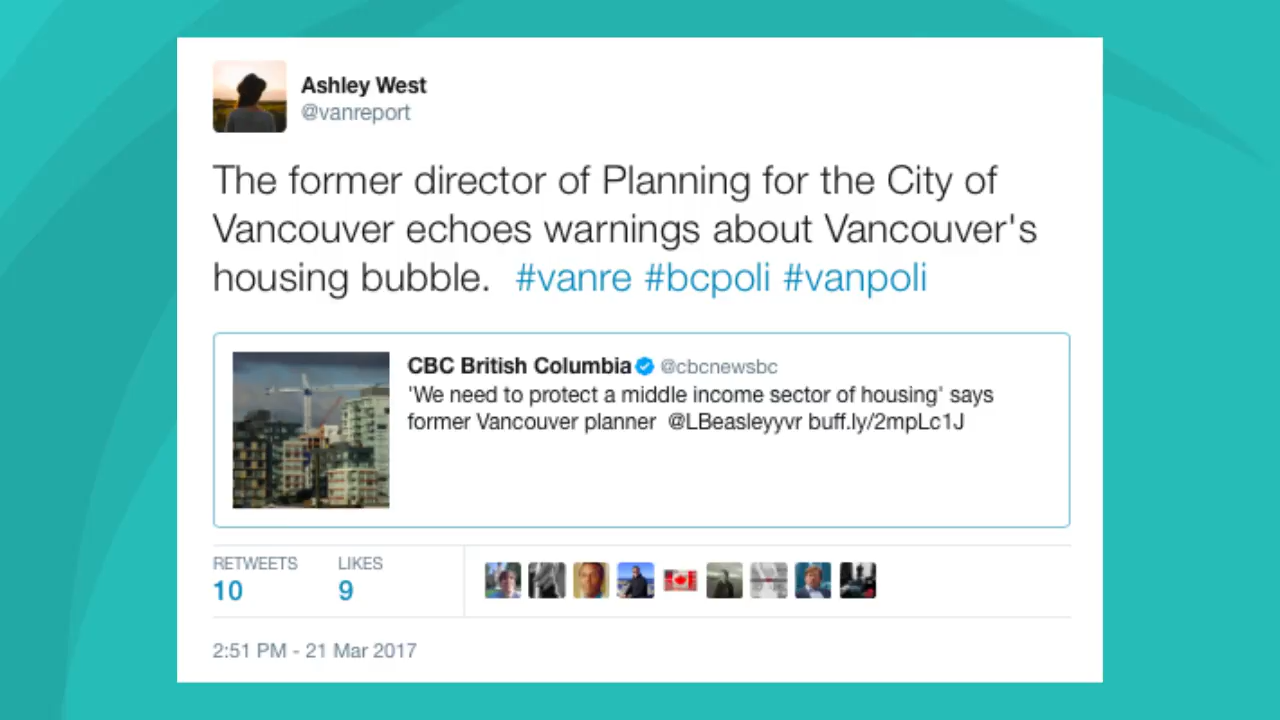 Ashley West
@vanreport
The former director of Planning for the City of
Vancouver echoes warnings about Vancouver's
housing bubble. #vanre #bcpoli #vanpoli
CBC British Columbia @cbcnewsbc
'We need to protect a middle income sector of housing' says
former Vancouver planner @LBeasleyyvr buff.ly/2mpLc1J
RETWEETS LIKES
10 9
2:51 PM - 21 Mar 2017